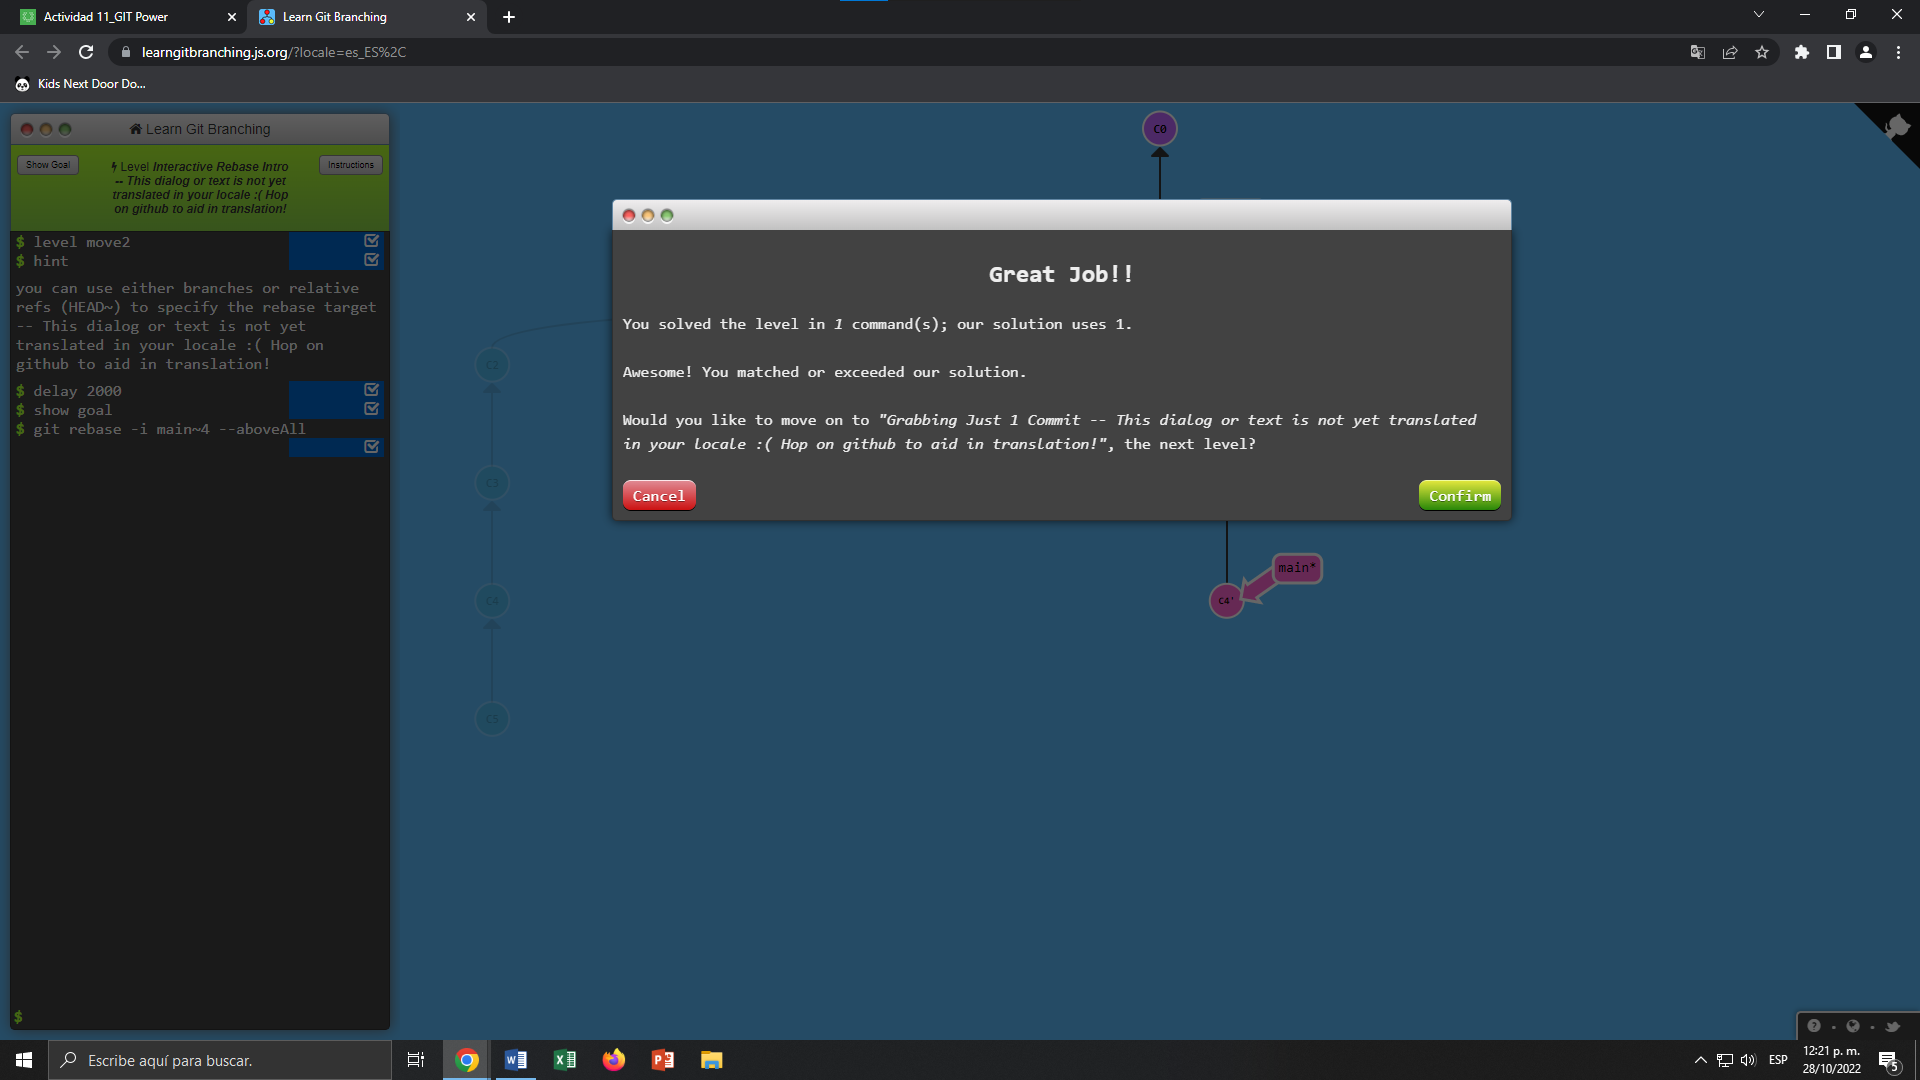 Actividad 11_GIT Power
Learn Git Branching
learngitbranching.js.org/?locale=es_ES%2C
Kids Next Door Do...
Learn Git Branching
Show Goal
Level Interactive Rebase Intro
-- This dialog or text is not yet
translated in your locale :( Hop
on github to aid in translation!
Instructions
$ level move2
$ hint
you can use either branches or relative
refs (HEAD~) to specify the rebase target
-- This dialog or text is not yet
translated in your locale :( Hop on
github to aid in translation!
$ delay 2000
$ show goal
$ git rebase -i main~4 --aboveAll
$
C0
C2
C3
C4
C5
Great Job!!
You solved the level in 1 command(s); our solution uses 1.
Awesome! You matched or exceeded our solution.
Would you like to move on to "Grabbing Just 1 Commit -- This dialog or text is not yet translated
in your locale :( Hop on github to aid in translation!", the next level?
Cancel
Confirm
main*
C4'
Escribe aquí para buscar.
ESP
12:21 p. m.
28/10/2022
5